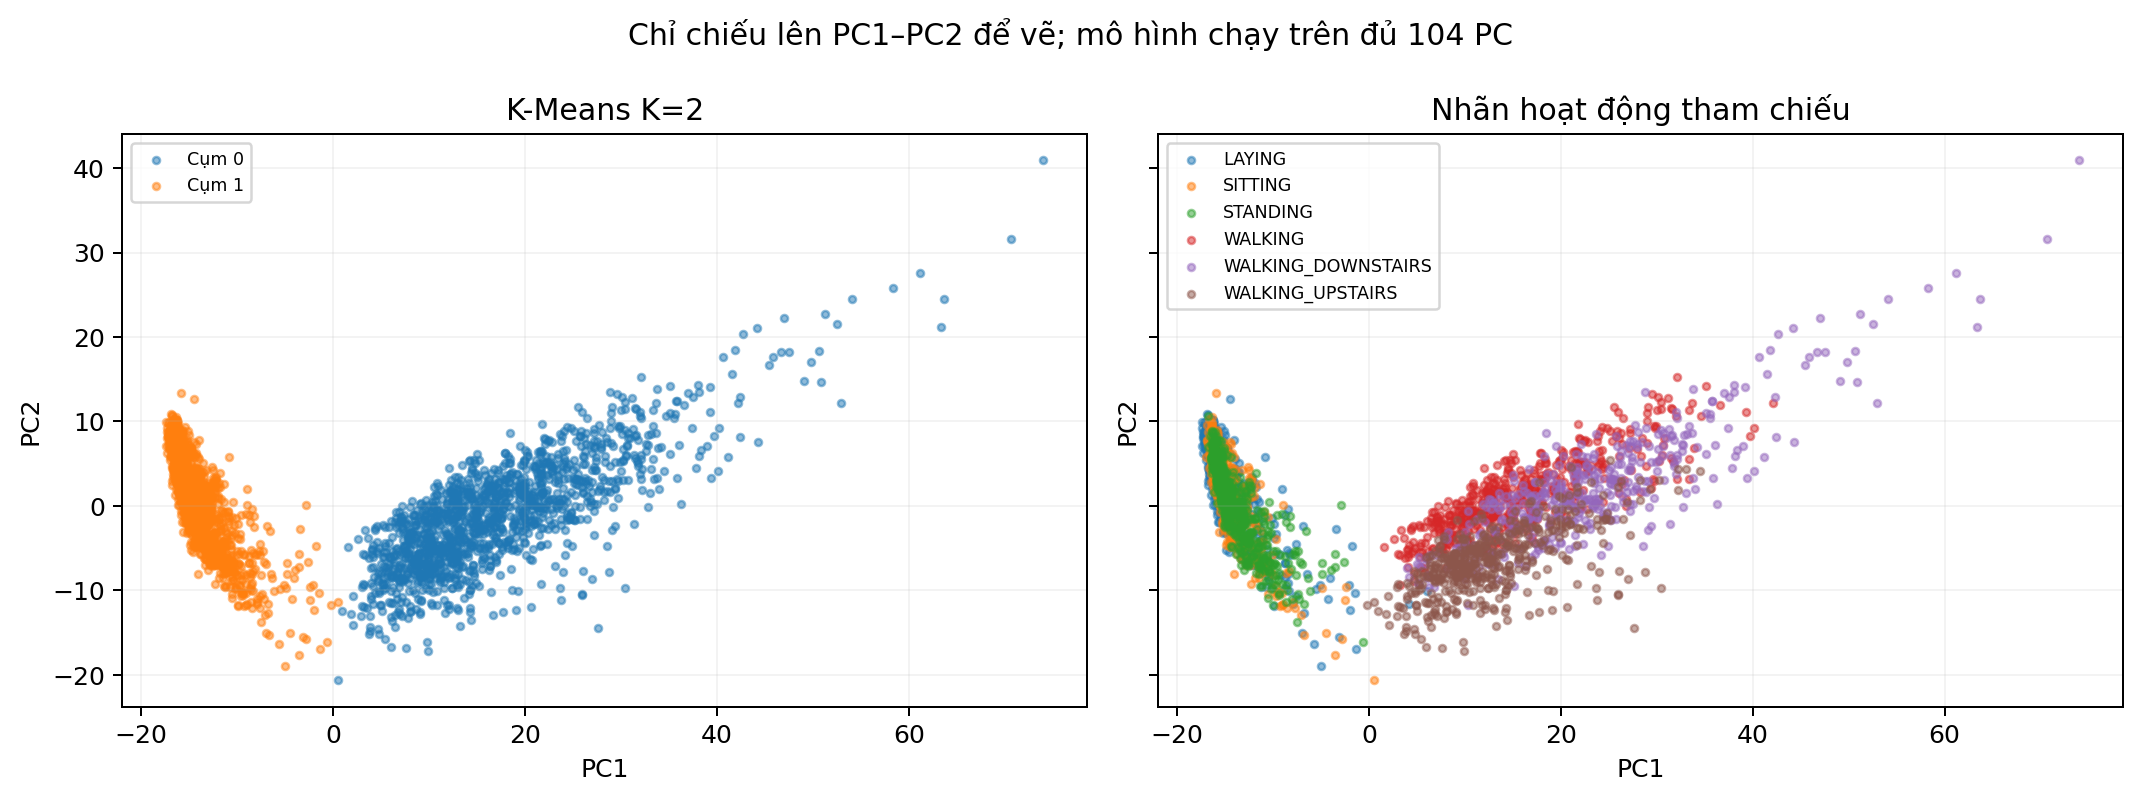 Chỉ chiếu lên PC1–PC2 để vẽ; mô hình chạy trên đủ 104 PC
K-Means K=2
Cụm 0
Cụm 1
40
30
20
10
0
−10
−20
PC2
−20
0
20
40
60
PC1
Nhãn hoạt động tham chiếu
LAYING
SITTING
STANDING
WALKING
WALKING_DOWNSTAIRS
WALKING_UPSTAIRS
PC2
−20
0
20
40
60
PC1